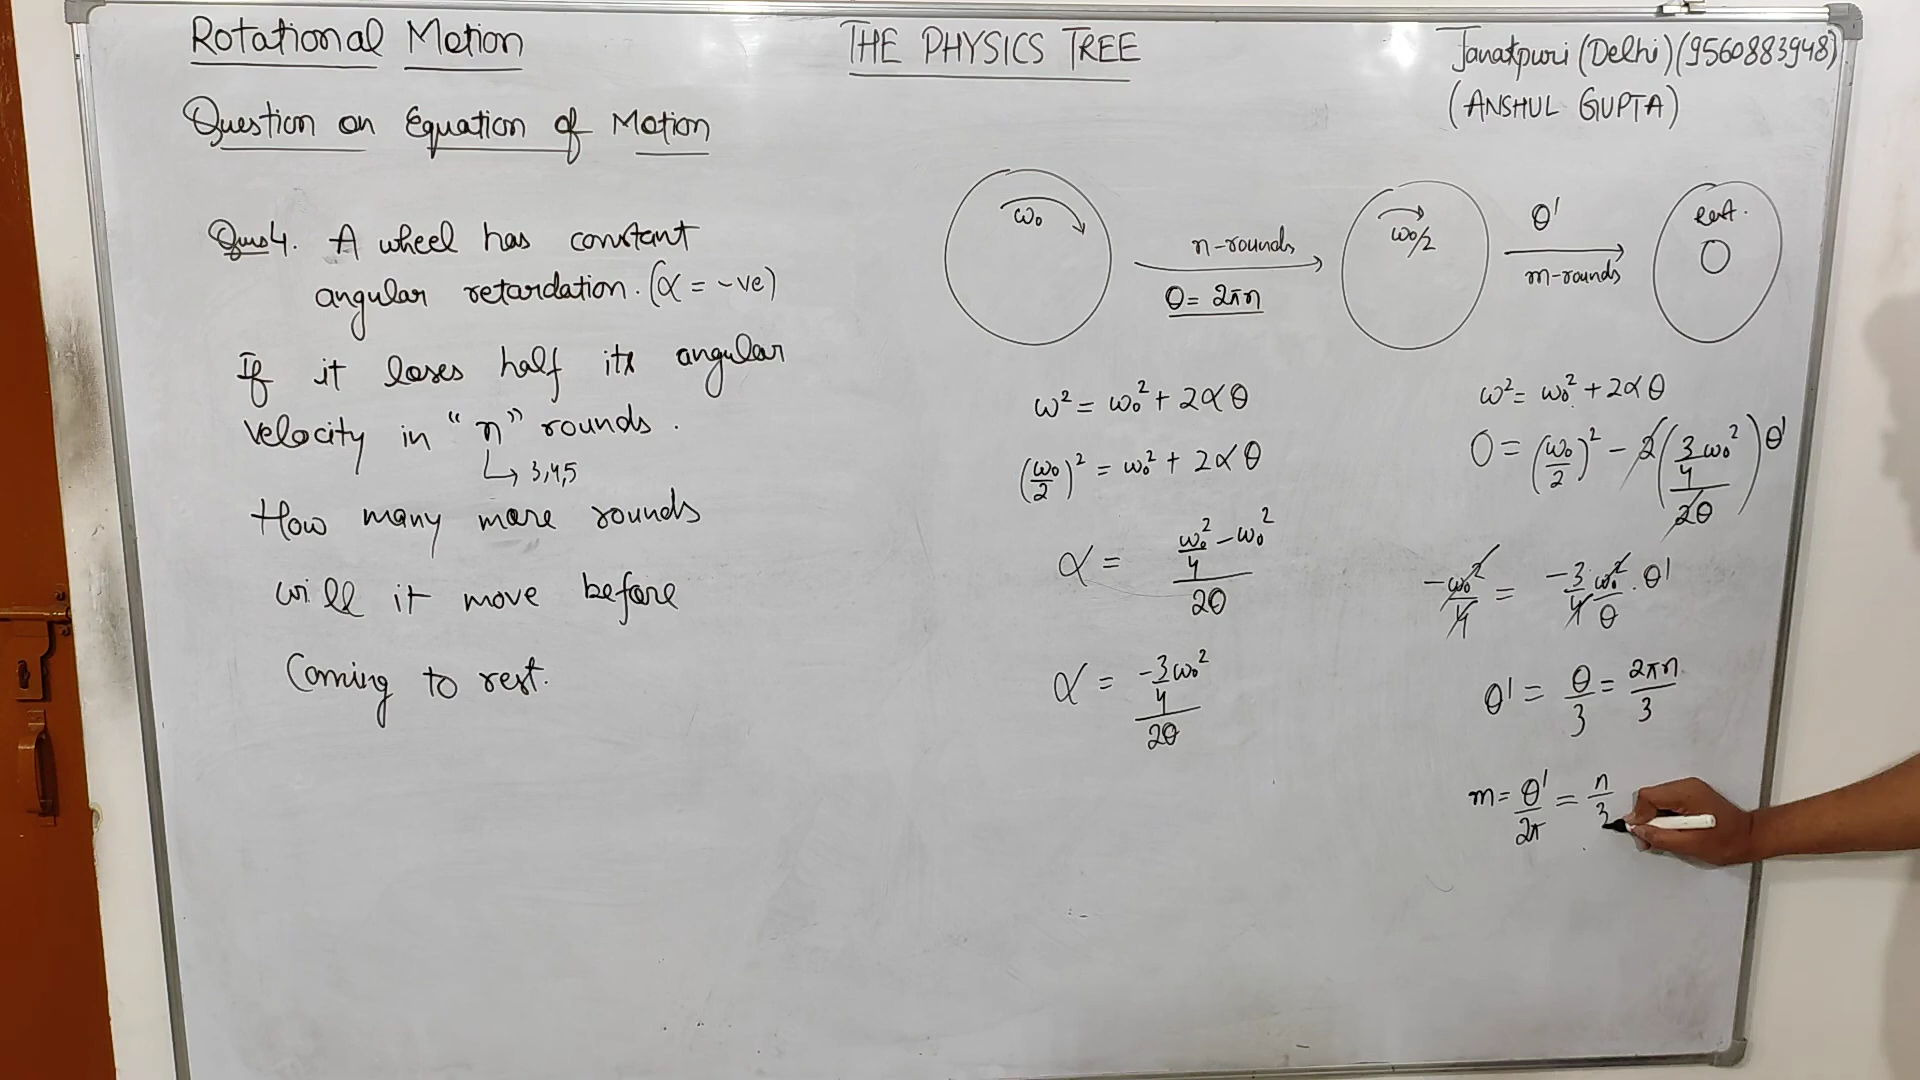 Rotational Motion
THE PHYSICS TREE
Janakpuri (Delhi) (9560883948)
(ANSHUL GUPTA)
Question on Equation of Motion
Ques4. A wheel has constant
angular retardation. (α = -ve)
If it loses half its angular
velocity in "n" rounds.
↳ 3,4,5
How many more rounds
will it move before
Coming to rest.
ω₀
n-rounds
θ = 2πn
ω₀/2
θ'
m-rounds
Rest.
O
ω² = ω₀² + 2αθ
(ω₀/2)² = ω₀² + 2αθ
α = (ω₀²/4 - ω₀²)/2θ
α = (-3ω₀²/4)/2θ
ω² = ω₀² + 2αθ
0 = (ω₀/2)² - 2((3ω₀²/4)/2θ)θ'
-ω₀²/4 = -3/4 ω₀²/θ . θ'
θ' = θ/3 = 2πn/3
m = θ'/2π = n/3